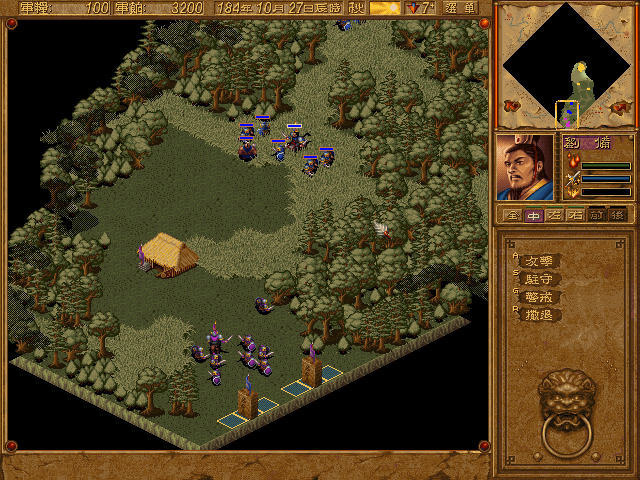 軍糧 100 軍餉 3200 184年10月27日辰時 秋 7 選單
劉備
全 中 左 右 前 後
A 攻擊
S 駐守
G 警戒
R 撤退